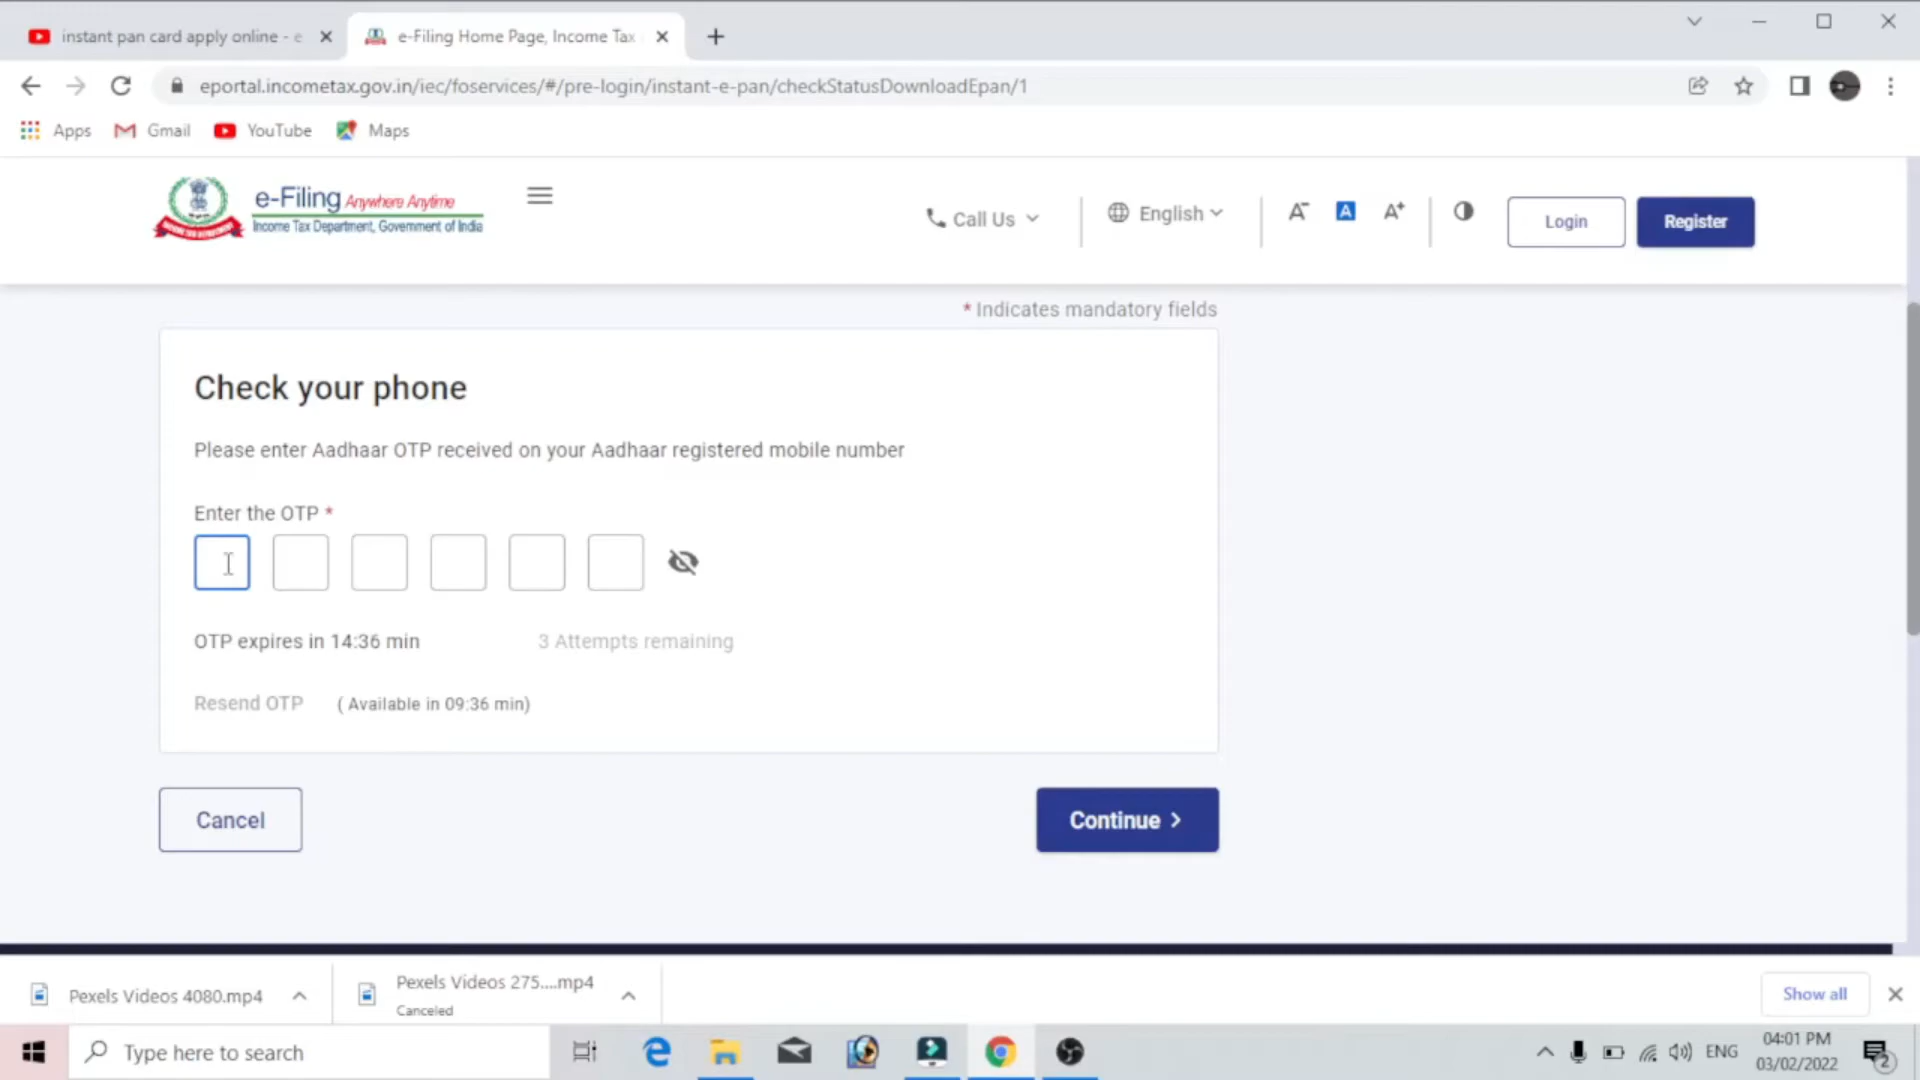 instant pan card apply online - e
e-Filing Home Page, Income Tax
eportal.incometax.gov.in/iec/foservices/#/pre-login/instant-e-pan/checkStatusDownloadEpan/1
Apps Gmail YouTube Maps
e-Filing Anywhere Anytime
Income Tax Department, Government of India
Call Us English A- A A+ Login Register
* Indicates mandatory fields
Check your phone
Please enter Aadhaar OTP received on your Aadhaar registered mobile number
Enter the OTP *
OTP expires in 14:36 min 3 Attempts remaining
Resend OTP ( Available in 09:36 min)
Cancel Continue >
Pexels Videos 4080.mp4
Pexels Videos 275....mp4
Canceled
Show all
Type here to search
ENG
04:01 PM
03/02/2022
2